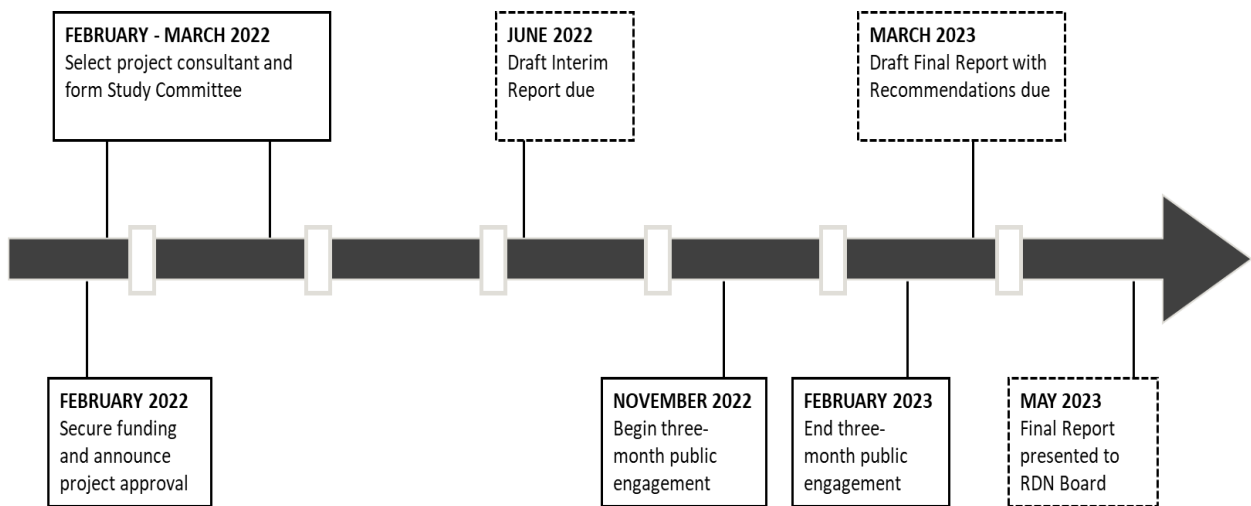 FEBRUARY - MARCH 2022
Select project consultant and
form Study Committee
JUNE 2022
Draft Interim
Report due
MARCH 2023
Draft Final Report with
Recommendations due
FEBRUARY 2022
Secure funding
and announce
project approval
NOVEMBER 2022
Begin three-
month public
engagement
FEBRUARY 2023
End three-
month public
engagement
MAY 2023
Final Report
presented to
RDN Board